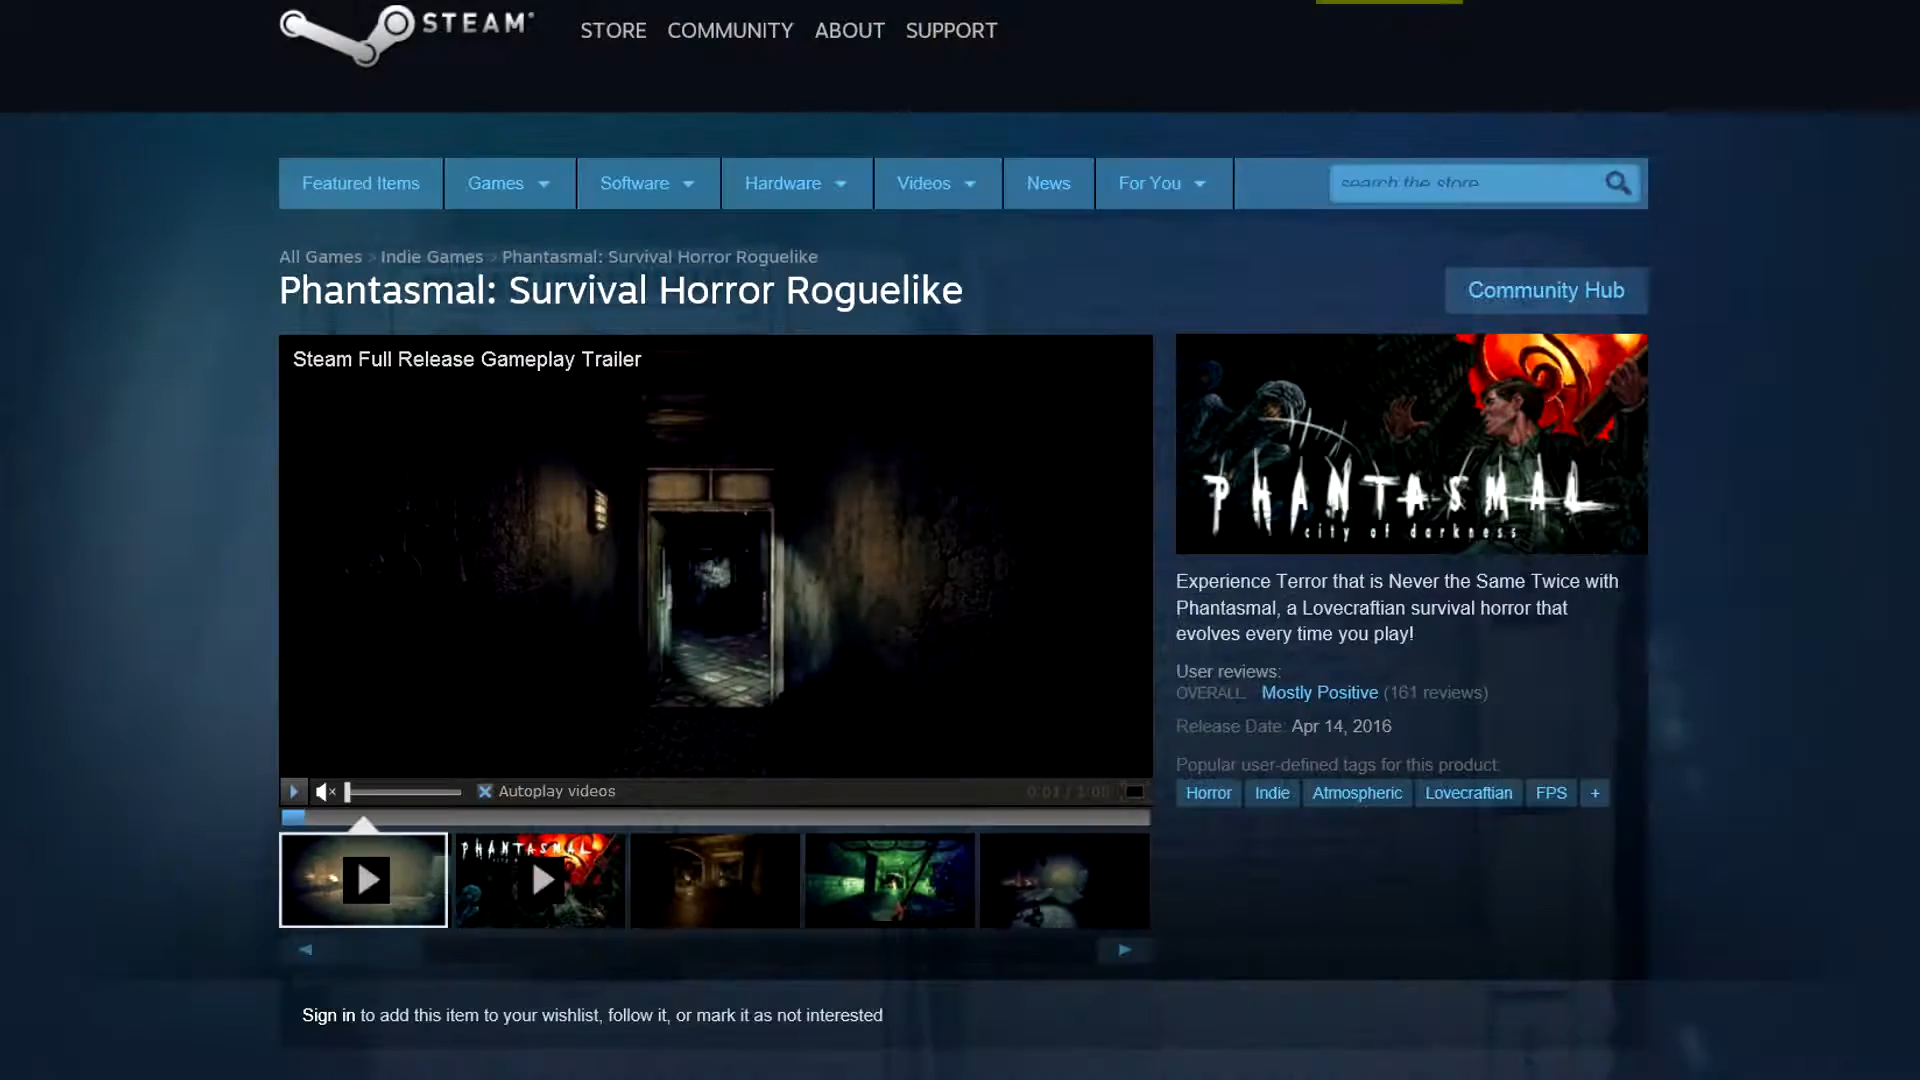 STEAM
STORE COMMUNITY ABOUT SUPPORT
Featured Items Games Software Hardware Videos News For You search the store
All Games > Indie Games > Phantasmal: Survival Horror Roguelike
Phantasmal: Survival Horror Roguelike
Community Hub
Steam Full Release Gameplay Trailer
PHANTASMAL
city of darkness
Experience Terror that is Never the Same Twice with
Phantasmal, a Lovecraftian survival horror that
evolves every time you play!
User reviews:
OVERALL: Mostly Positive (161 reviews)
Release Date: Apr 14, 2016
Popular user-defined tags for this product:
Horror Indie Atmospheric Lovecraftian FPS +
Autoplay videos
PHANTASMAL
Sign in to add this item to your wishlist, follow it, or mark it as not interested